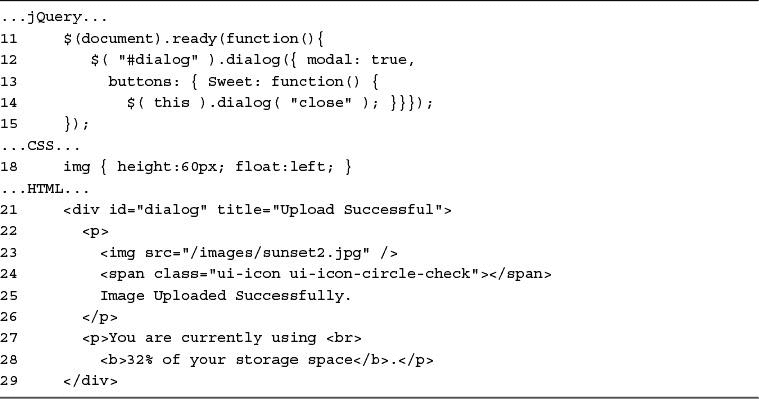 ...jQuery...
11     $(document).ready(function(){
12        $( "#dialog" ).dialog({ modal: true,
13          buttons: { Sweet: function() {
14            $( this ).dialog( "close" ); }}});
15     });
...CSS...
18     img { height:60px; float:left; }
...HTML...
21     <div id="dialog" title="Upload Successful">
22       <p>
23         <img src="/images/sunset2.jpg" />
24         <span class="ui-icon ui-icon-circle-check"></span>
25         Image Uploaded Successfully.
26       </p>
27       <p>You are currently using <br>
28         <b>32% of your storage space</b>.</p>
29     </div>